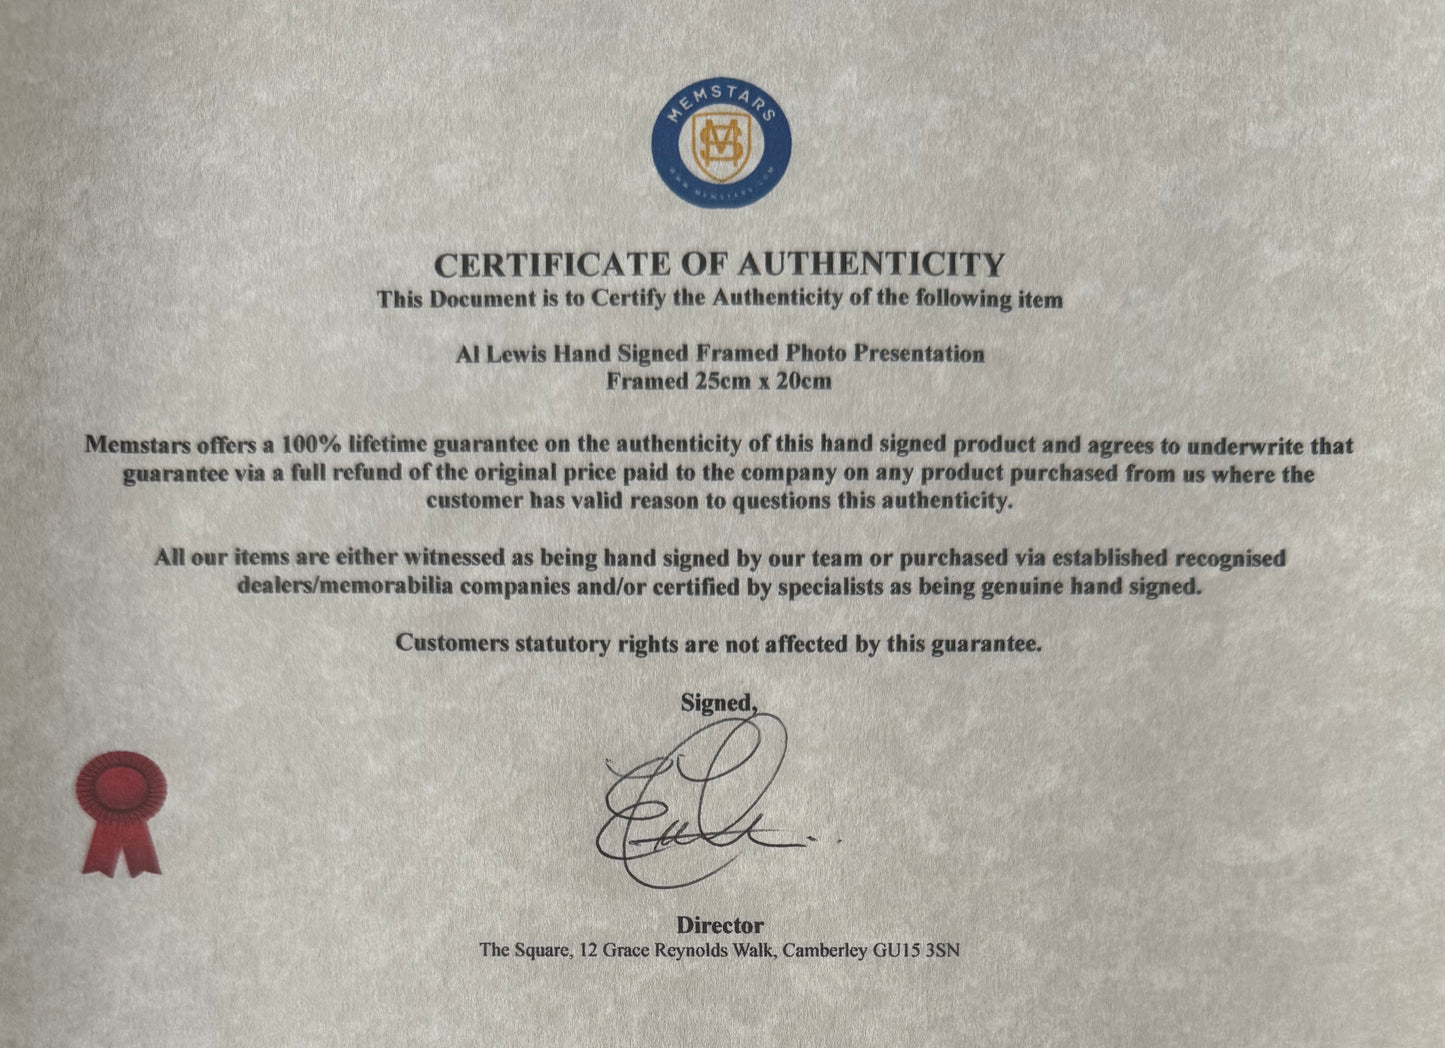 MEMSTARS
MS
WWW.MEMSTARS.COM
CERTIFICATE OF AUTHENTICITY
This Document is to Certify the Authenticity of the following item
Al Lewis Hand Signed Framed Photo Presentation
Framed 25cm x 20cm
Memstars offers a 100% lifetime guarantee on the authenticity of this hand signed product and agrees to underwrite that
guarantee via a full refund of the original price paid to the company on any product purchased from us where the
customer has valid reason to questions this authenticity.
All our items are either witnessed as being hand signed by our team or purchased via established recognised
dealers/memorabilia companies and/or certified by specialists as being genuine hand signed.
Customers statutory rights are not affected by this guarantee.
Signed,
Director
The Square, 12 Grace Reynolds Walk, Camberley GU15 3SN